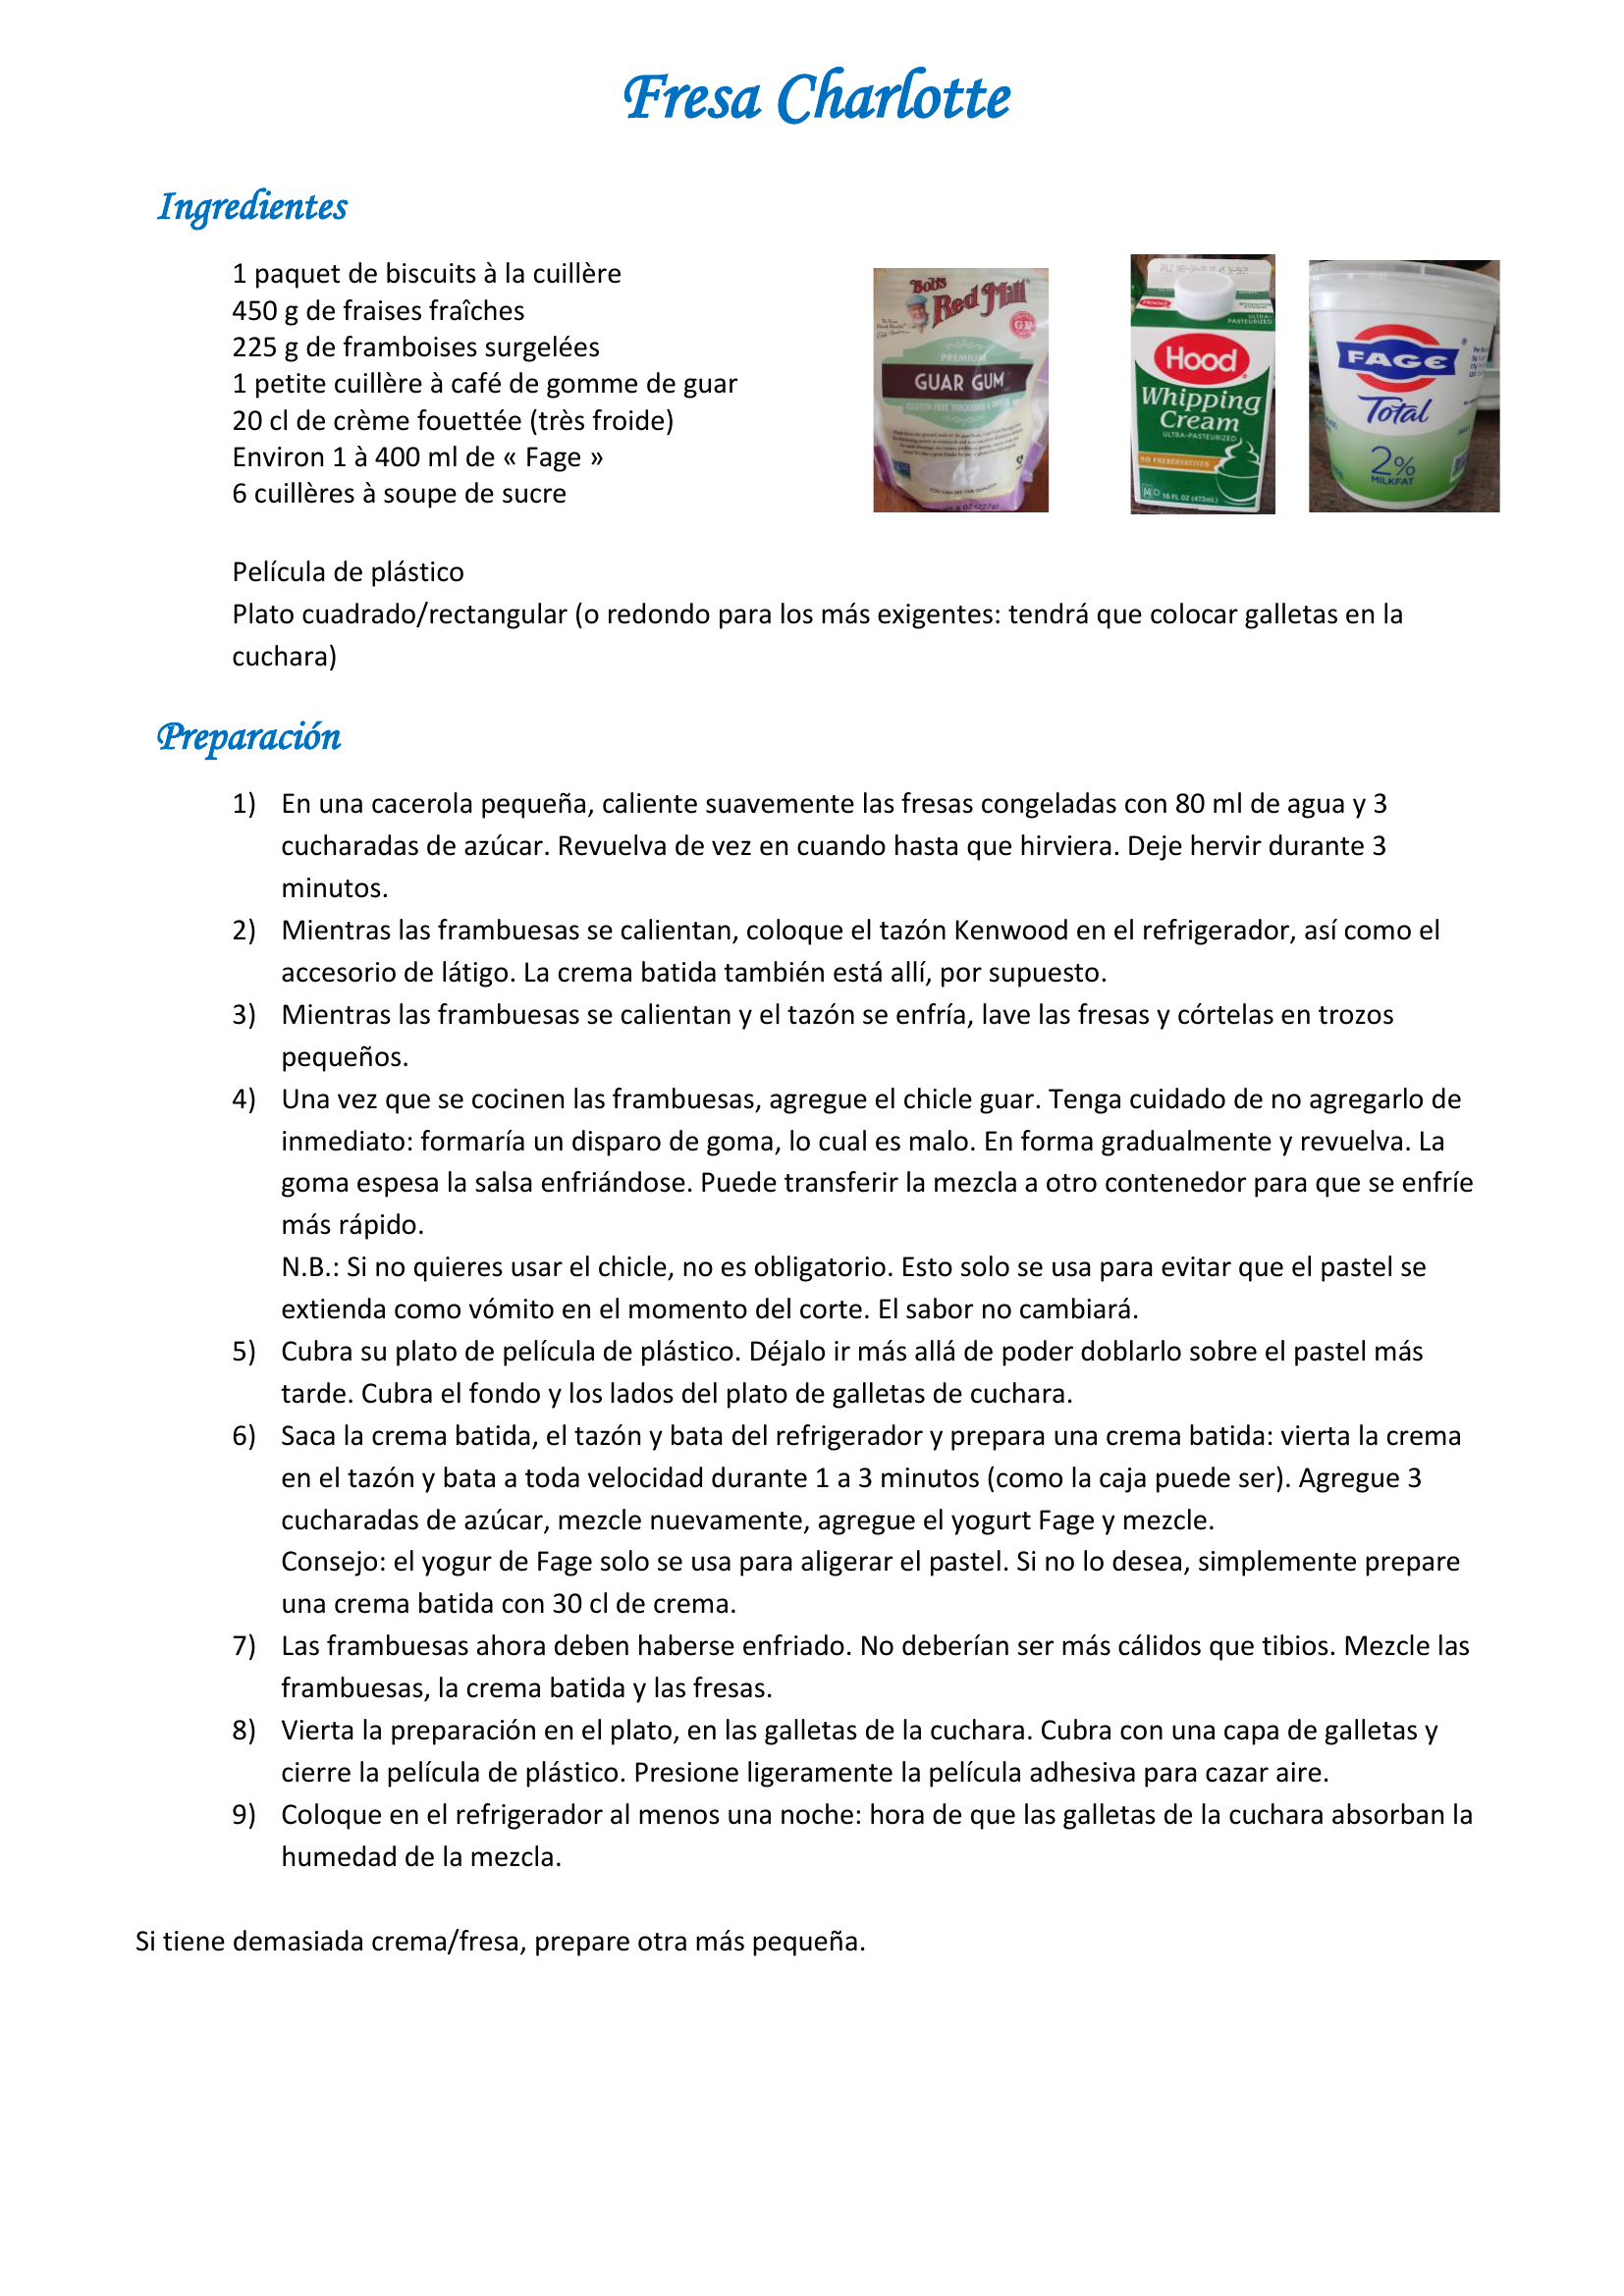 Fresa Charlotte
Ingredientes
1 paquet de biscuits à la cuillère
450 g de fraises fraîches
225 g de framboises surgelées
1 petite cuillère à café de gomme de guar
20 cl de crème fouettée (très froide)
Environ 1 à 400 ml de « Fage »
6 cuillères à soupe de sucre
Bob's
Red Mill
PREMIUM
GUAR GUM
GLUTEN FREE THICKENER &
Hood
Whipping
Cream
ULTRA-PASTEURIZED
NO PRESERVATIVES
16 FL OZ (473mL)
FAGE
Total
2%
MILKFAT
Película de plástico
Plato cuadrado/rectangular (o redondo para los más exigentes: tendrá que colocar galletas en la
cuchara)
Preparación
1) En una cacerola pequeña, caliente suavemente las fresas congeladas con 80 ml de agua y 3
cucharadas de azúcar. Revuelva de vez en cuando hasta que hirviera. Deje hervir durante 3
minutos.
2) Mientras las frambuesas se calientan, coloque el tazón Kenwood en el refrigerador, así como el
accesorio de látigo. La crema batida también está allí, por supuesto.
3) Mientras las frambuesas se calientan y el tazón se enfría, lave las fresas y córtelas en trozos
pequeños.
4) Una vez que se cocinen las frambuesas, agregue el chicle guar. Tenga cuidado de no agregarlo de
inmediato: formaría un disparo de goma, lo cual es malo. En forma gradualmente y revuelva. La
goma espesa la salsa enfriándose. Puede transferir la mezcla a otro contenedor para que se enfríe
más rápido.
N.B.: Si no quieres usar el chicle, no es obligatorio. Esto solo se usa para evitar que el pastel se
extienda como vómito en el momento del corte. El sabor no cambiará.
5) Cubra su plato de película de plástico. Déjalo ir más allá de poder doblarlo sobre el pastel más
tarde. Cubra el fondo y los lados del plato de galletas de cuchara.
6) Saca la crema batida, el tazón y bata del refrigerador y prepara una crema batida: vierta la crema
en el tazón y bata a toda velocidad durante 1 a 3 minutos (como la caja puede ser). Agregue 3
cucharadas de azúcar, mezcle nuevamente, agregue el yogurt Fage y mezcle.
Consejo: el yogur de Fage solo se usa para aligerar el pastel. Si no lo desea, simplemente prepare
una crema batida con 30 cl de crema.
7) Las frambuesas ahora deben haberse enfriado. No deberían ser más cálidos que tibios. Mezcle las
frambuesas, la crema batida y las fresas.
8) Vierta la preparación en el plato, en las galletas de la cuchara. Cubra con una capa de galletas y
cierre la película de plástico. Presione ligeramente la película adhesiva para cazar aire.
9) Coloque en el refrigerador al menos una noche: hora de que las galletas de la cuchara absorban la
humedad de la mezcla.
Si tiene demasiada crema/fresa, prepare otra más pequeña.